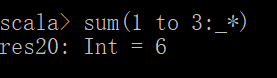 scala> sum(1 to 3:_*)
res20: Int = 6